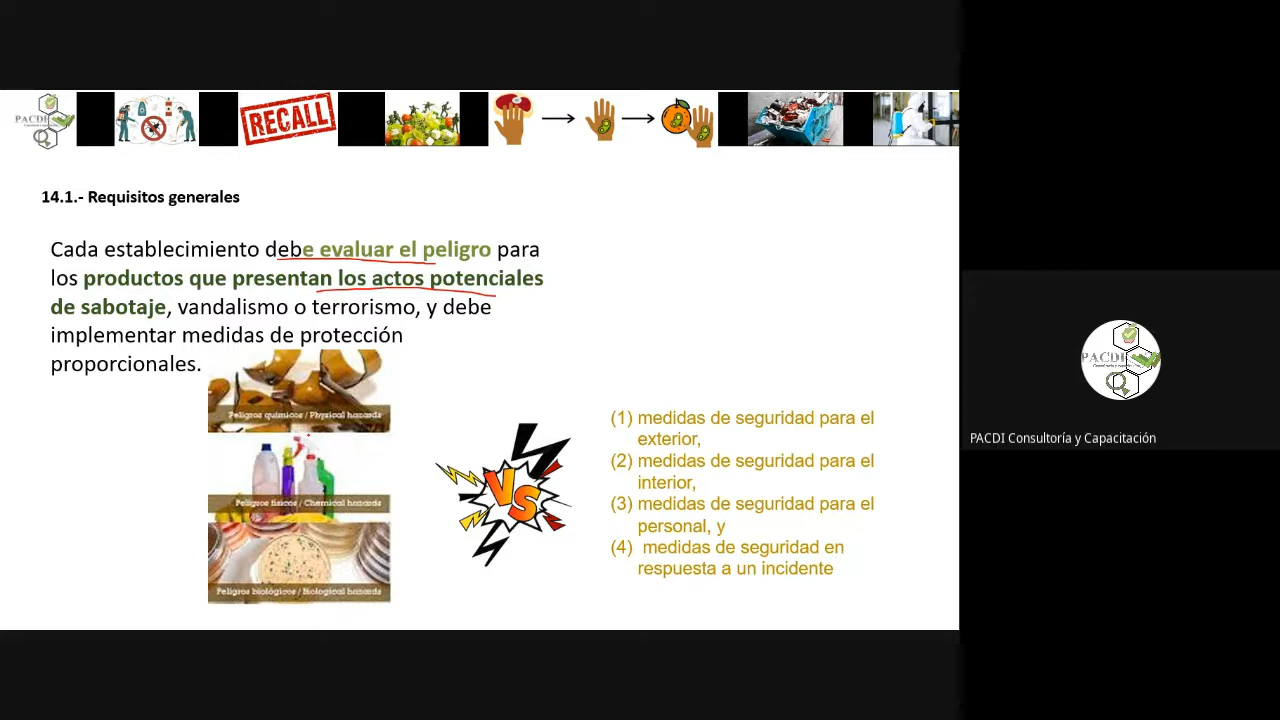 PACDI
RECALL
14.1.- Requisitos generales
Cada establecimiento debe evaluar el peligro para
los productos que presentan los actos potenciales
de sabotaje, vandalismo o terrorismo, y debe
implementar medidas de protección
proporcionales.
Peligros químicos / Physical hazards
Peligros físicos / Chemical hazards
Peligros biológicos / Biological hazards
VS
(1) medidas de seguridad para el
exterior,
(2) medidas de seguridad para el
interior,
(3) medidas de seguridad para el
personal, y
(4) medidas de seguridad en
respuesta a un incidente
PACDI
PACDI Consultoría y Capacitación